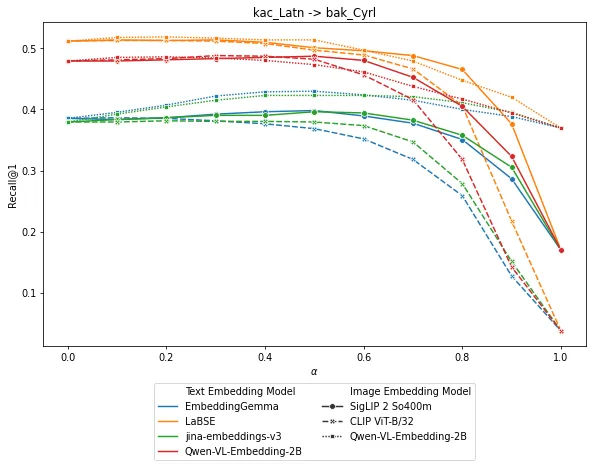 kac_Latn -> bak_Cyrl
Recall@1
0.5
0.4
0.3
0.2
0.1
0.0
0.2
0.4
0.6
0.8
1.0
α
Text Embedding Model
EmbeddingGemma
LaBSE
jina-embeddings-v3
Qwen-VL-Embedding-2B
Image Embedding Model
SigLIP 2 So400m
CLIP ViT-B/32
Qwen-VL-Embedding-2B